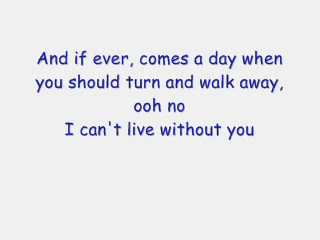 And if ever, comes a day when
you should turn and walk away,
ooh no
I can't live without you